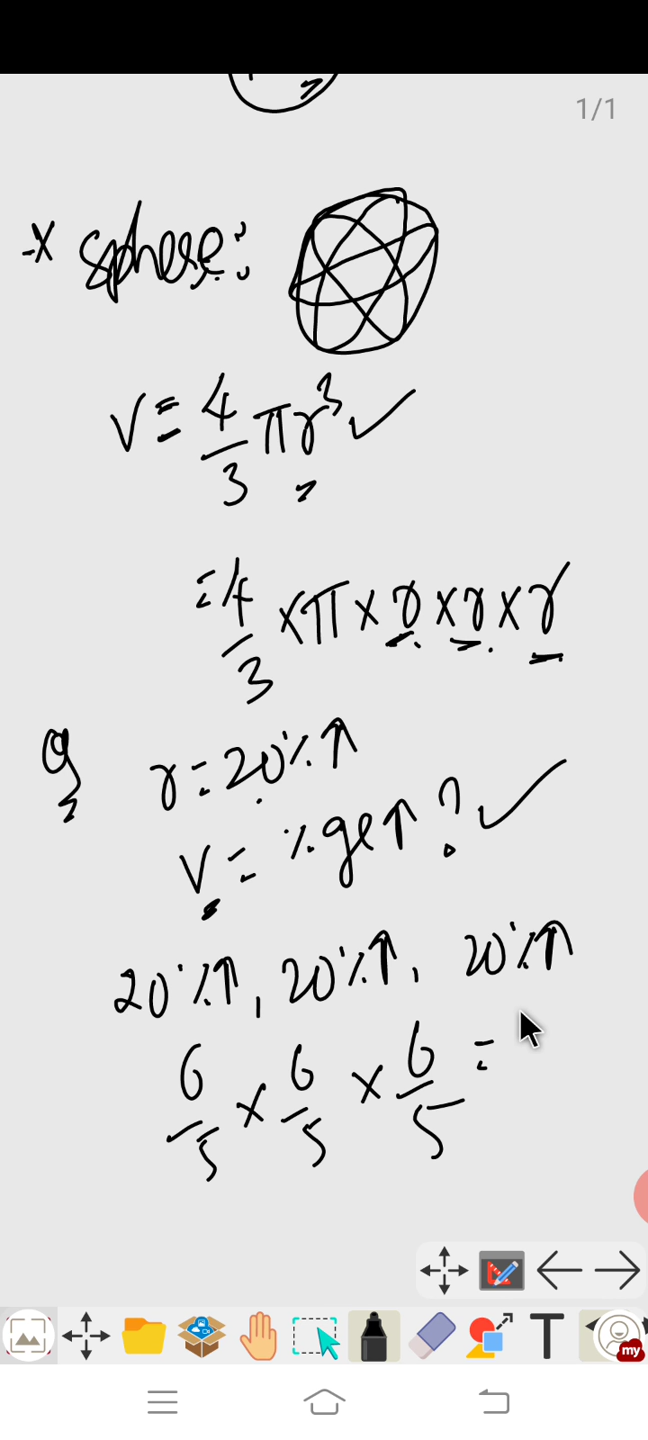 1/1
* sphere:
V = 4/3 πr³ ✓
= 4/3 × π × r × r × r
Q r = 20% ↑
V = % ge ↑ ? ✓
20% ↑, 20% ↑, 20% ↑
6/5 × 6/5 × 6/5 =
T
my